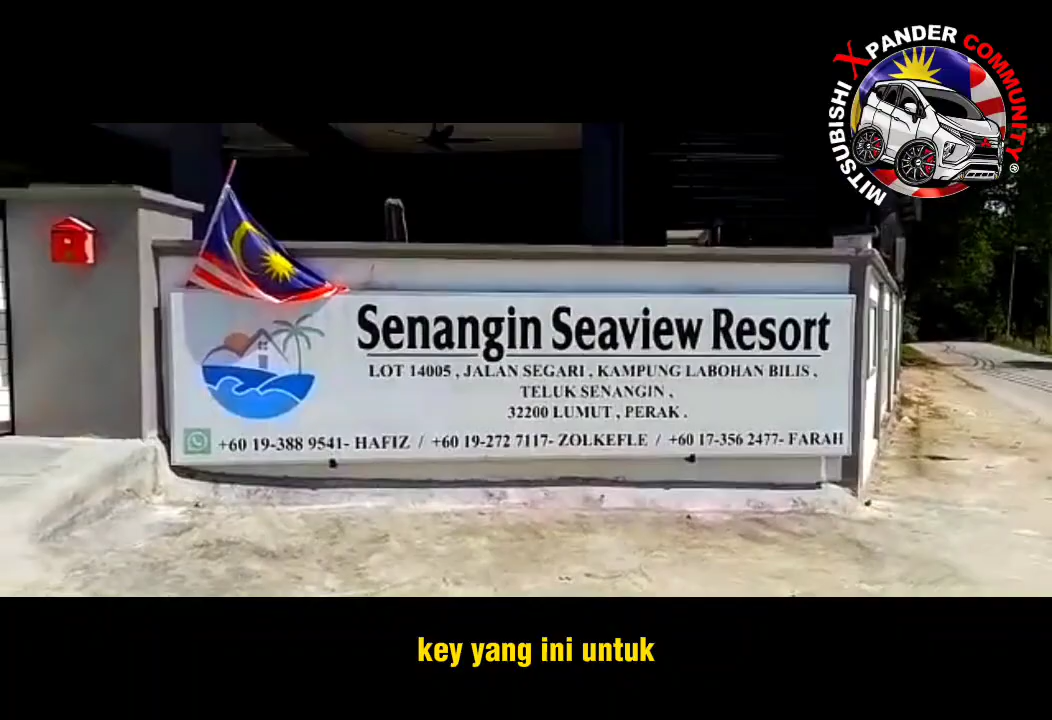 MITSUBISHI XPANDER COMMUNITY ®
Senangin Seaview Resort
LOT 14005 , JALAN SEGARI , KAMPUNG LABOHAN BILIS ,
TELUK SENANGIN ,
32200 LUMUT , PERAK .
+60 19-388 9541- HAFIZ / +60 19-272 7117- ZOLKEFLE / +60 17-356 2477- FARAH
key yang ini untuk